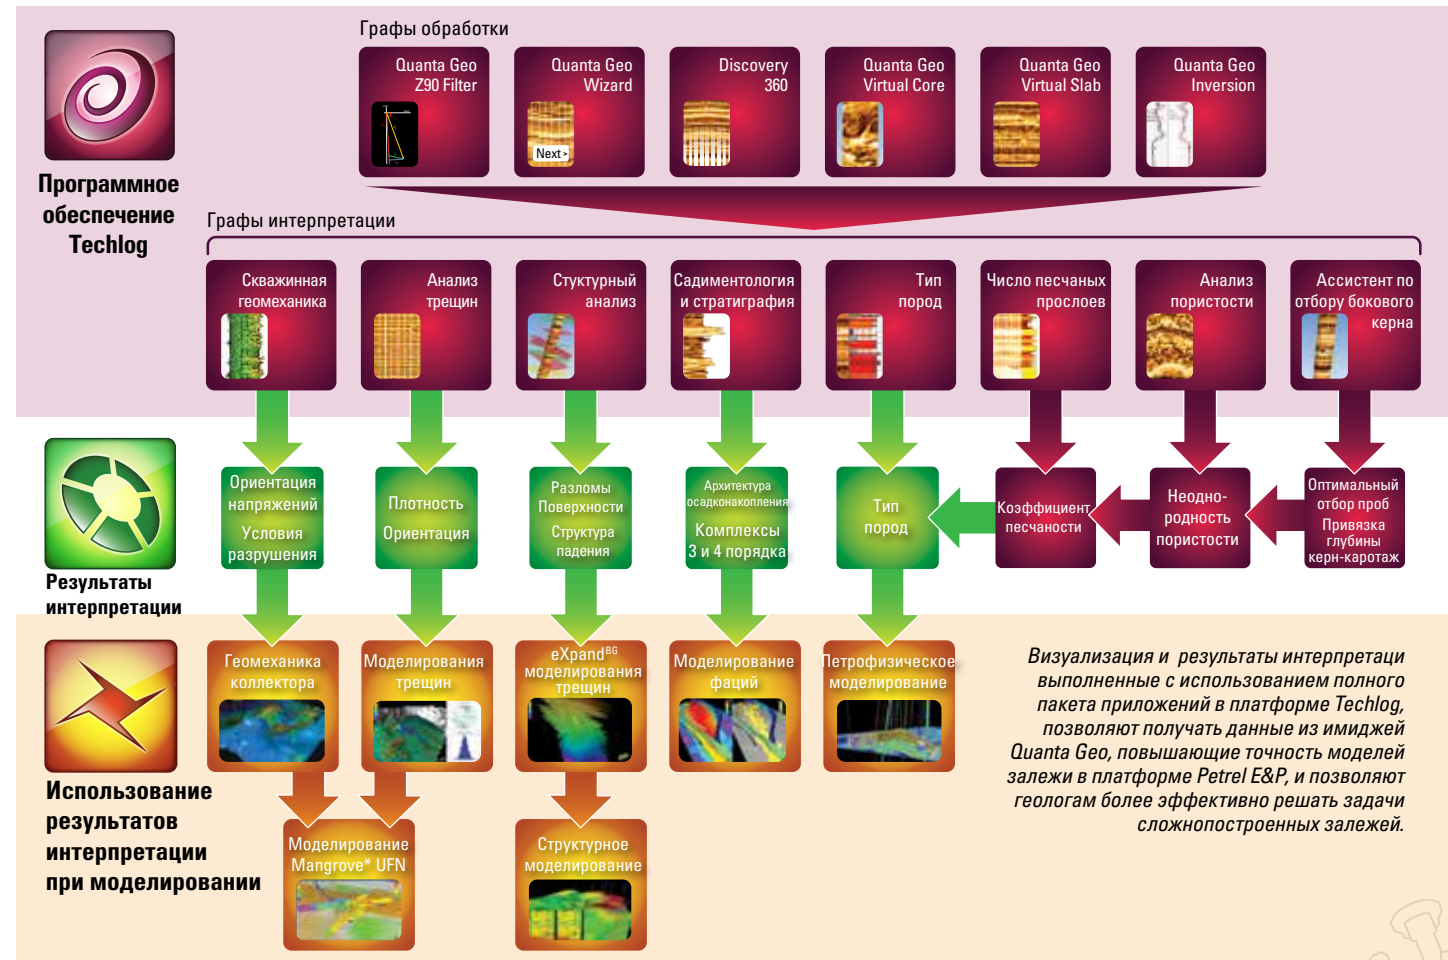 Графы обработки
Quanta Geo
Z90 Filter
Quanta Geo
Wizard
Next >
Discovery
360
Quanta Geo
Virtual Core
Quanta Geo
Virtual Slab
Quanta Geo
Inversion
Программное
обеспечение
Techlog
Графы интерпретации
Скважинная
геомеханика
Анализ
трещин
Стуктурный
анализ
Садиментология
и стратиграфия
Тип
пород
Число песчаных
прослоев
Анализ
пористости
Ассистент по
отбору бокового
керна
Результаты
интерпретации
Ориентация
напряжений
Условия
разрушения
Плотность
Ориентация
Разломы
Поверхности
Структура
падения
Архитектура
осадконакопления
Комплексы
3 и 4 порядка
Тип
пород
Коэффициент
песчаности
Неодно-
родность
пористости
Оптимальный
отбор проб
Привязка
глубины
керн-каротаж
Использование
результатов
интерпретации
при моделировании
Геомеханика
коллектора
Моделирования
трещин
eXpandBG
моделирования
трещин
Моделирование
фаций
Петрофизическое
моделирование
Моделирование
Mangrove* UFN
Структурное
моделирование
Визуализация и результаты интерпретаци
выполненные с использованием полного
пакета приложений в платформе Techlog,
позволяют получать данные из имиджей
Quanta Geo, повышающие точность моделей
залежи в платформе Petrel E&P, и позволяют
геологам более эффективно решать задачи
сложнопостроенных залежей.